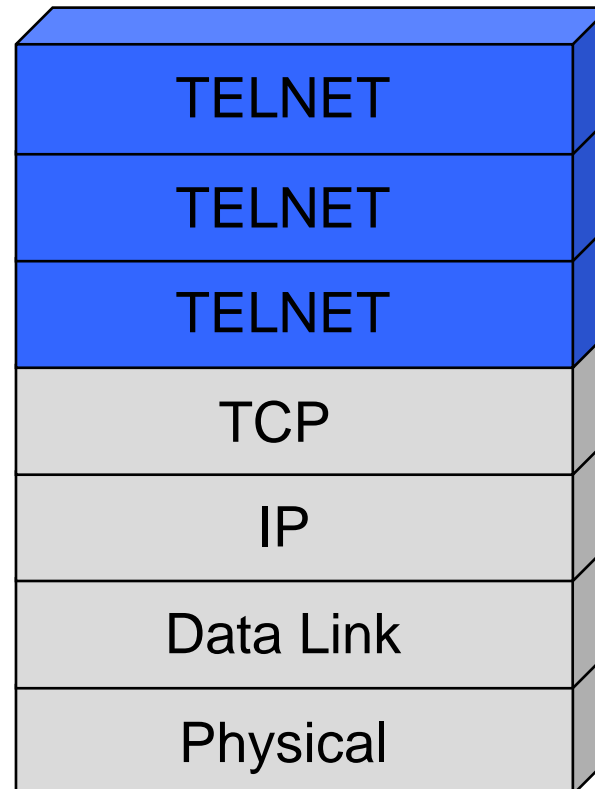 TELNET
TELNET
TELNET
TCP
IP
Data Link
Physical